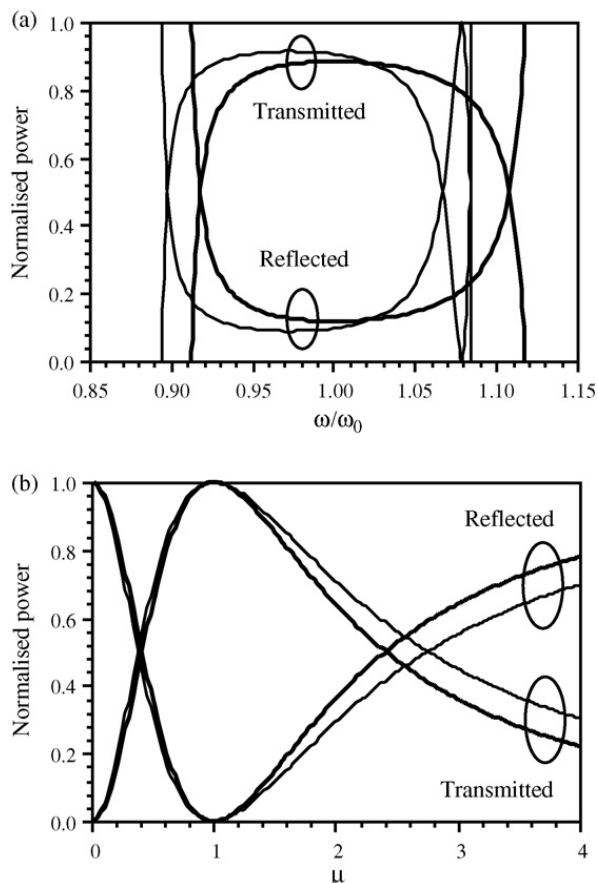 (a)
1.0
0.8
0.6
0.4
0.2
0.0
Normalised power
Transmitted
Reflected
0.85 0.90 0.95 1.00 1.05 1.10 1.15
ω/ω0
(b)
1.0
0.8
0.6
0.4
0.2
0.0
Normalised power
Reflected
Transmitted
0 1 2 3 4
μ